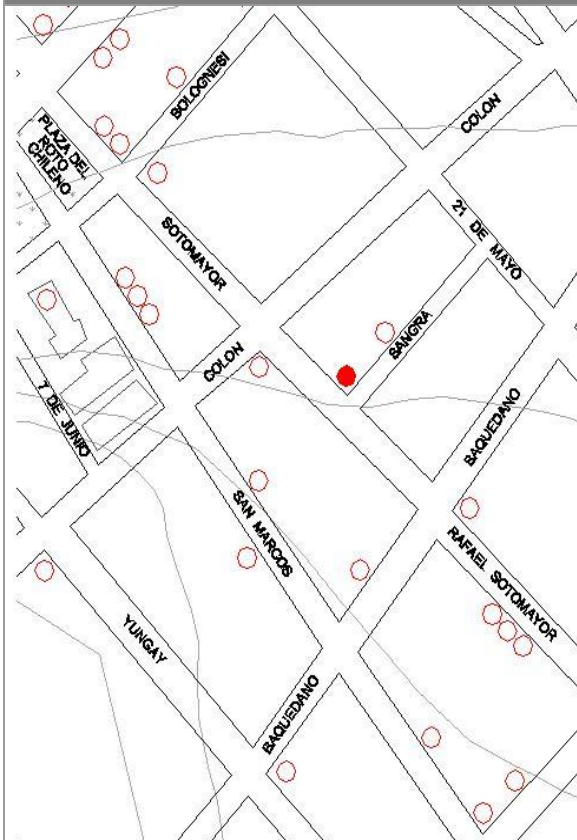 BOLOGNESI
COLON
PLAZA DEL
ROTO
CHILENO
21 DE MAYO
SOTOMAYOR
SANGRA
COLON
7 DE JUNIO
BAQUEDANO
SAN MARCOS
RAFAEL SOTOMAYOR
YUNGAY
BAQUEDANO